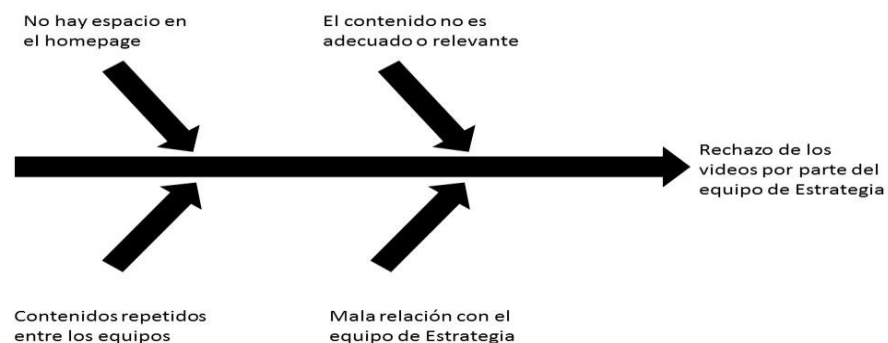 No hay espacio en
el homepage
El contenido no es
adecuado o relevante
Rechazo de los
videos por parte del
equipo de Estrategia
Contenidos repetidos
entre los equipos
Mala relación con el
equipo de Estrategia